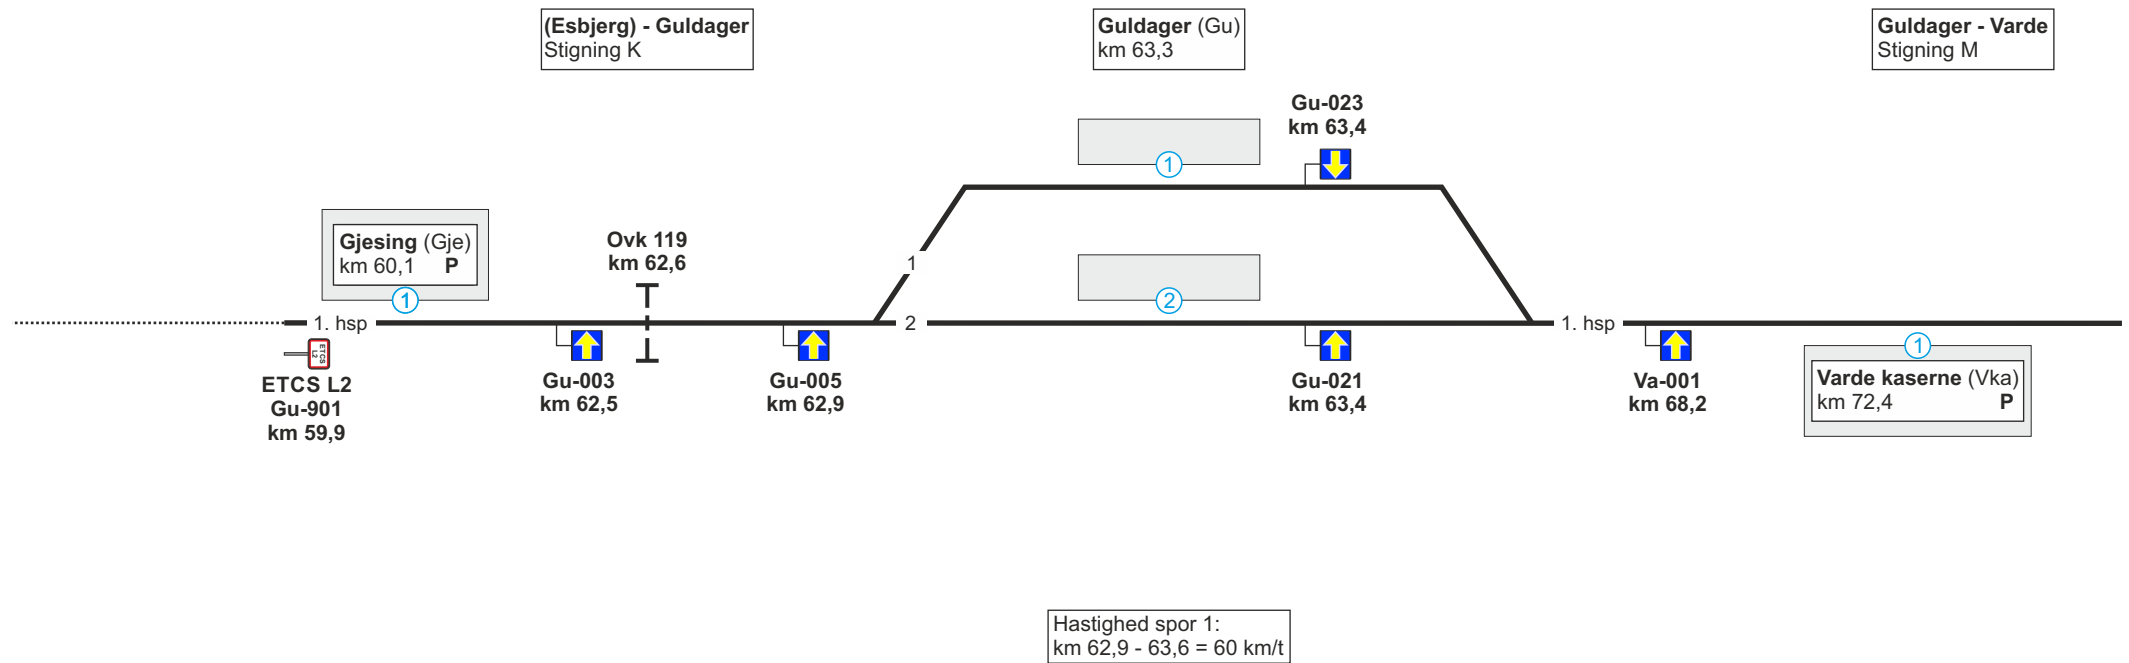 (Esbjerg) - Guldager
Stigning K
Guldager (Gu)
km 63,3
Guldager - Varde
Stigning M
Gu-023
km 63,4
1
Gjesing (Gje)
km 60,1 P
1
Ovk 119
km 62,6
1
2
1. hsp
2
1. hsp
ETCS L2
ETCS L2
Gu-901
km 59,9
Gu-003
km 62,5
Gu-005
km 62,9
Gu-021
km 63,4
Va-001
km 68,2
1
Varde kaserne (Vka)
km 72,4 P
Hastighed spor 1:
km 62,9 - 63,6 = 60 km/t